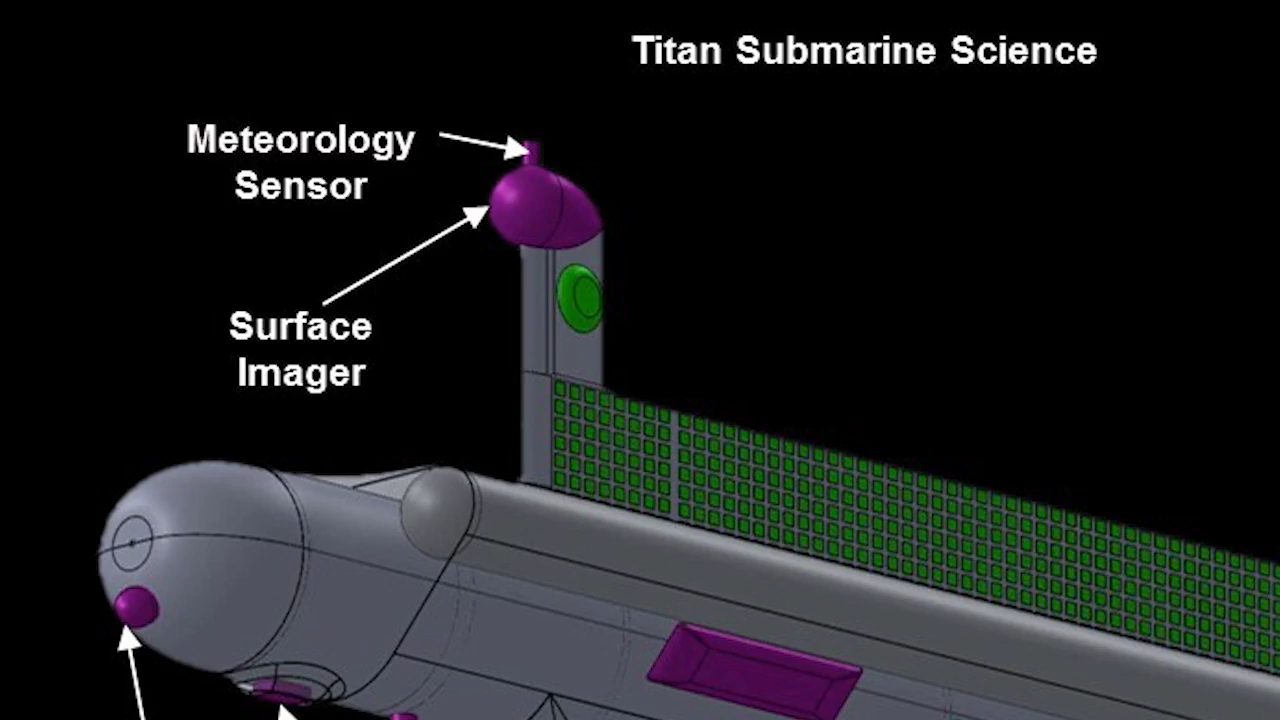 Titan Submarine Science
Meteorology
Sensor
Surface
Imager